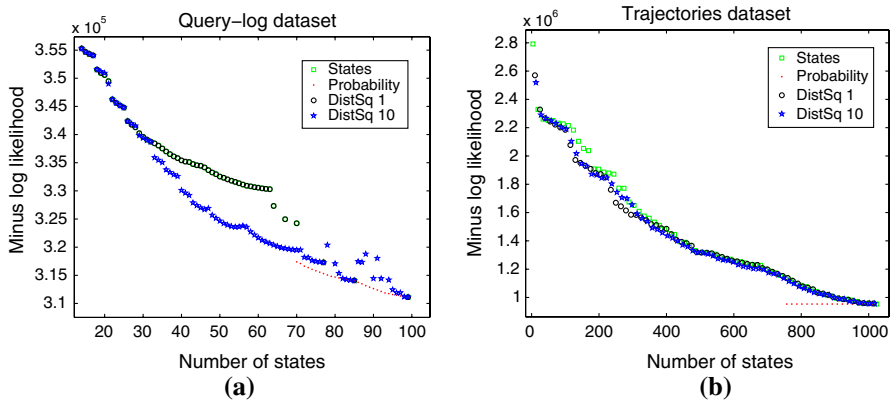 Query-log dataset
x 10⁵
3.55
3.5
3.45
3.4
3.35
3.3
3.25
3.2
3.15
3.1
Minus log likelihood
States
Probability
DistSq 1
DistSq 10
20 30 40 50 60 70 80 90 100
Number of states
(a)
Trajectories dataset
x 10⁶
2.8
2.6
2.4
2.2
2
1.8
1.6
1.4
1.2
1
Minus log likelihood
States
Probability
DistSq 1
DistSq 10
0 200 400 600 800 1000
Number of states
(b)